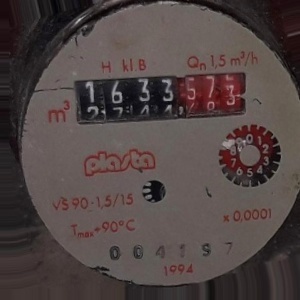 H kl B Qn 1,5 m³/h
m³ 1633 573
plasta
VS 90-1,5/15
Tmax=90°C
x 0,0001
004197
1994